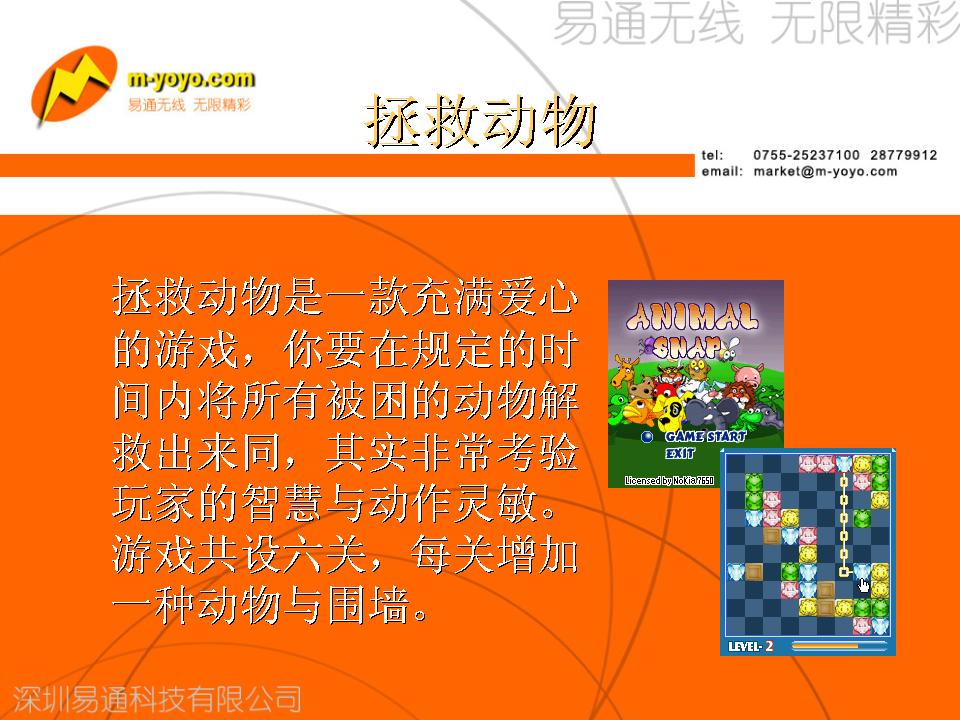 易通无线 无限精彩
m-yoyo.com
易通无线 无限精彩
拯救动物
tel: 0755-25237100 28779912
email: market@m-yoyo.com
拯救动物是一款充满爱心
的游戏，你要在规定的时
间内将所有被困的动物解
救出来同，其实非常考验
玩家的智慧与动作灵敏。
游戏共设六关，每关增加
一种动物与围墙。
ANIMAL
SNAP
GAME START
EXIT
Licensed by Nokia7650
LEVEL- 2
深圳易通科技有限公司